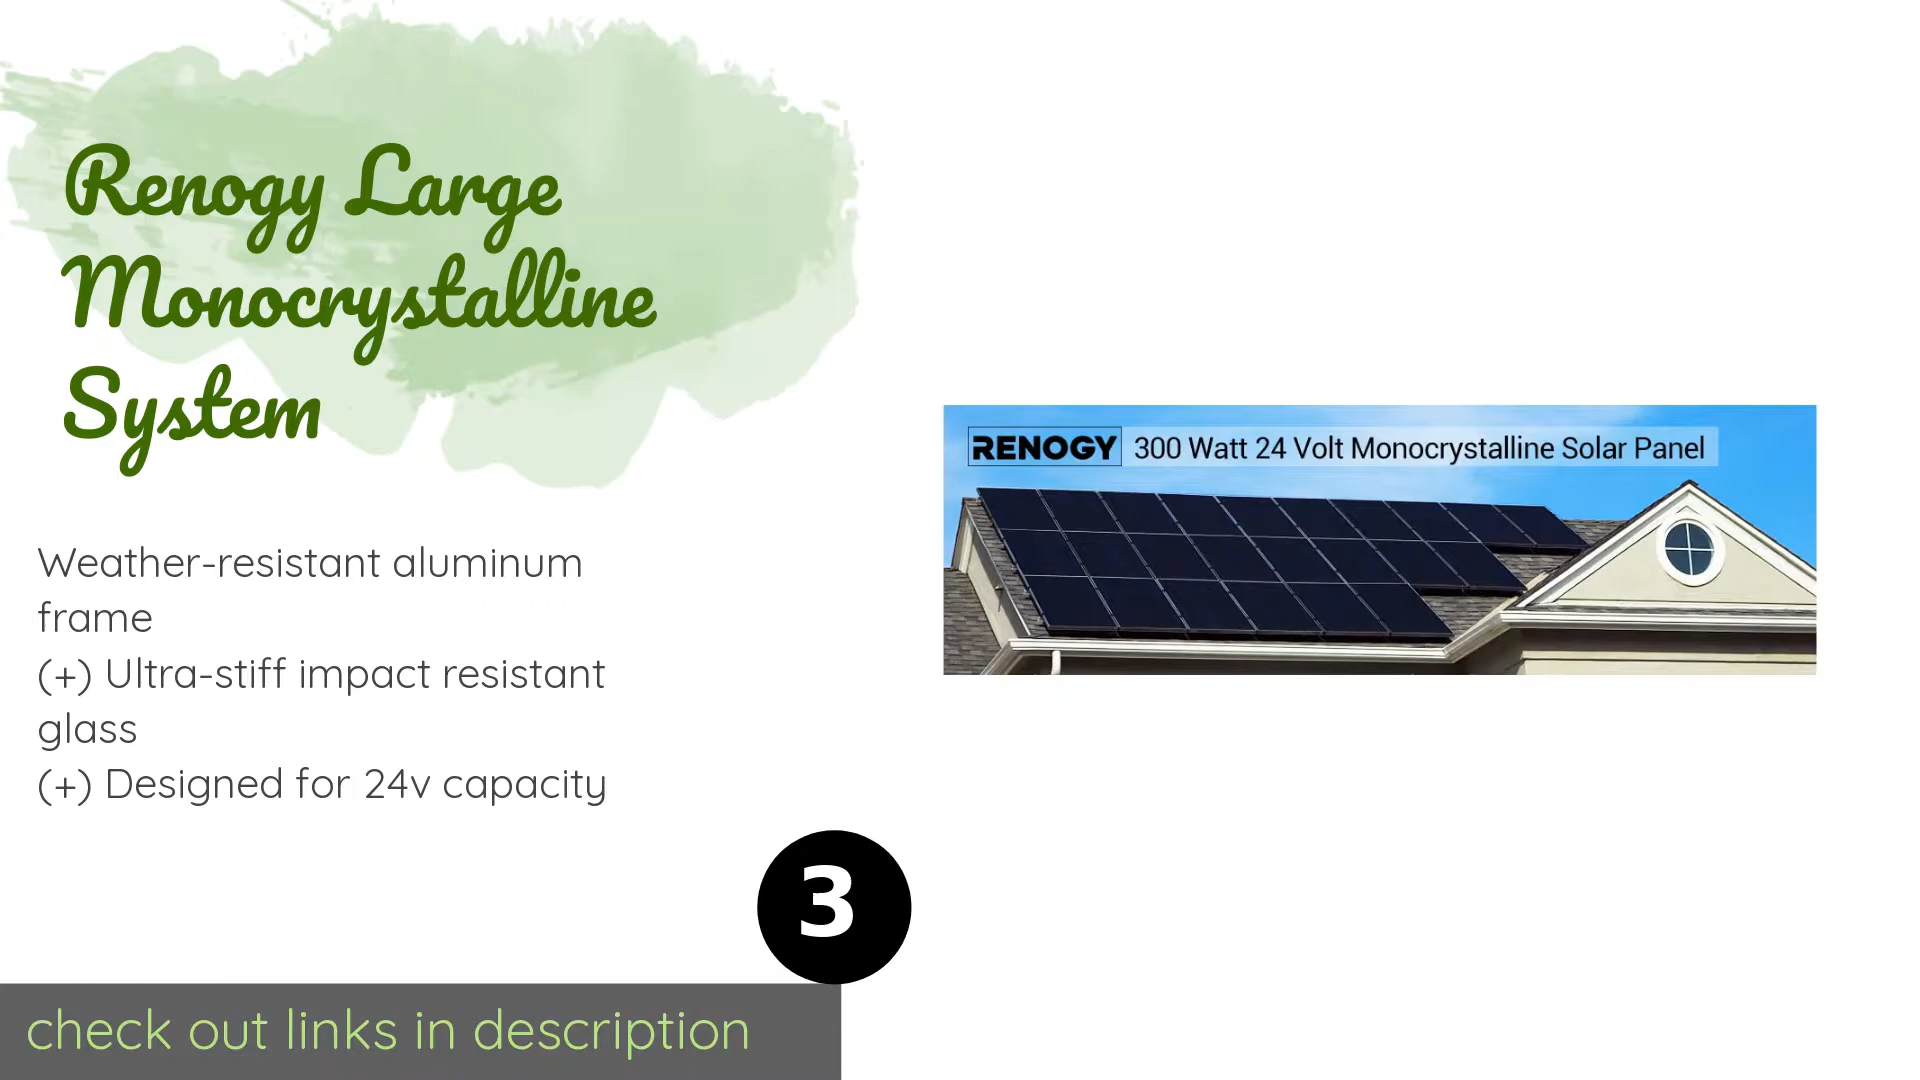 Renogy Large
Monocrystalline
System
Weather-resistant aluminum
frame
(+) Ultra-stiff impact resistant
glass
(+) Designed for 24v capacity
RENOGY 300 Watt 24 Volt Monocrystalline Solar Panel
3
check out links in description